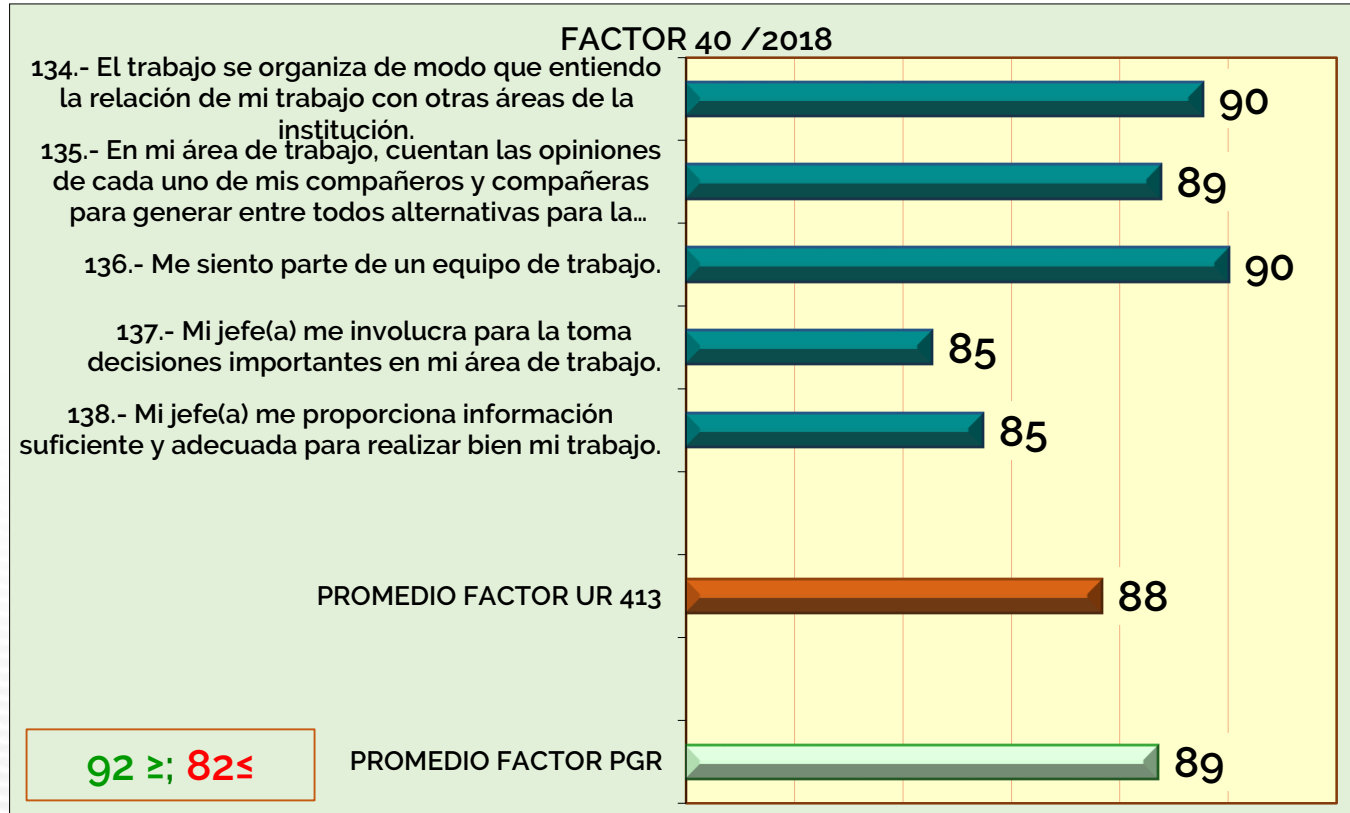 FACTOR 40 /2018
134.- El trabajo se organiza de modo que entiendo
la relación de mi trabajo con otras áreas de la
institución.
90
135.- En mi área de trabajo, cuentan las opiniones
de cada uno de mis compañeros y compañeras
para generar entre todos alternativas para la…
89
136.- Me siento parte de un equipo de trabajo.
90
137.- Mi jefe(a) me involucra para la toma
decisiones importantes en mi área de trabajo.
85
138.- Mi jefe(a) me proporciona información
suficiente y adecuada para realizar bien mi trabajo.
85
PROMEDIO FACTOR UR 413
88
PROMEDIO FACTOR PGR
89
92 ≥; 82≤